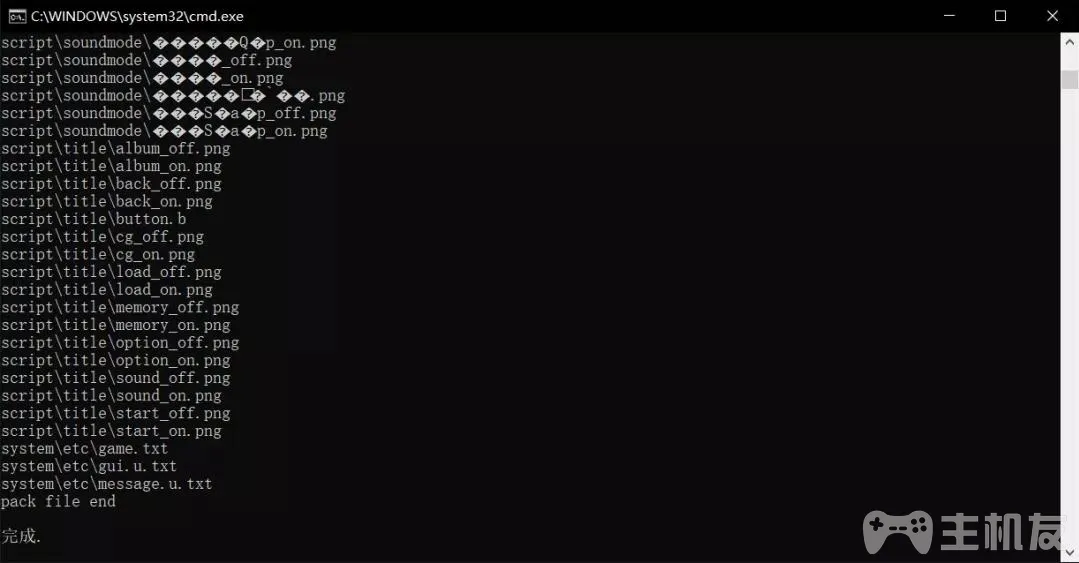 C:\WINDOWS\system32\cmd.exe
script\soundmode\�����Q�p_on.png
script\soundmode\����_off.png
script\soundmode\����_on.png
script\soundmode\�����□�`��.png
script\soundmode\���S�a�p_off.png
script\soundmode\���S�a�p_on.png
script\title\album_off.png
script\title\album_on.png
script\title\back_off.png
script\title\back_on.png
script\title\button.b
script\title\cg_off.png
script\title\cg_on.png
script\title\load_off.png
script\title\load_on.png
script\title\memory_off.png
script\title\memory_on.png
script\title\option_off.png
script\title\option_on.png
script\title\sound_off.png
script\title\sound_on.png
script\title\start_off.png
script\title\start_on.png
system\etc\game.txt
system\etc\gui.u.txt
system\etc\message.u.txt
pack file end
完成.
主机友